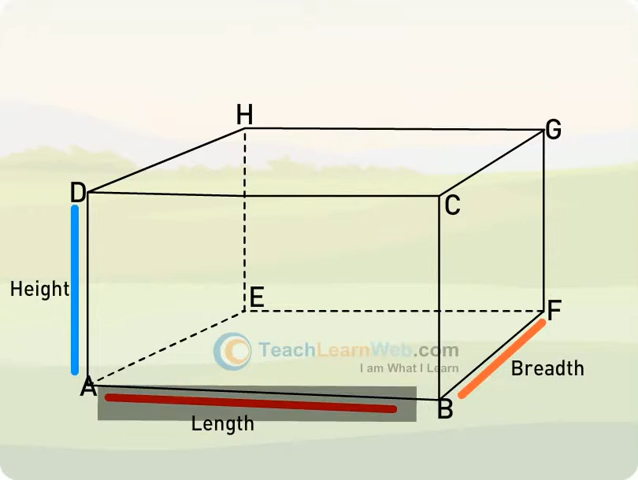 H
G
D
C
Height
E
F
TeachLearnWeb.com
I am What I Learn
Breadth
A
B
Length